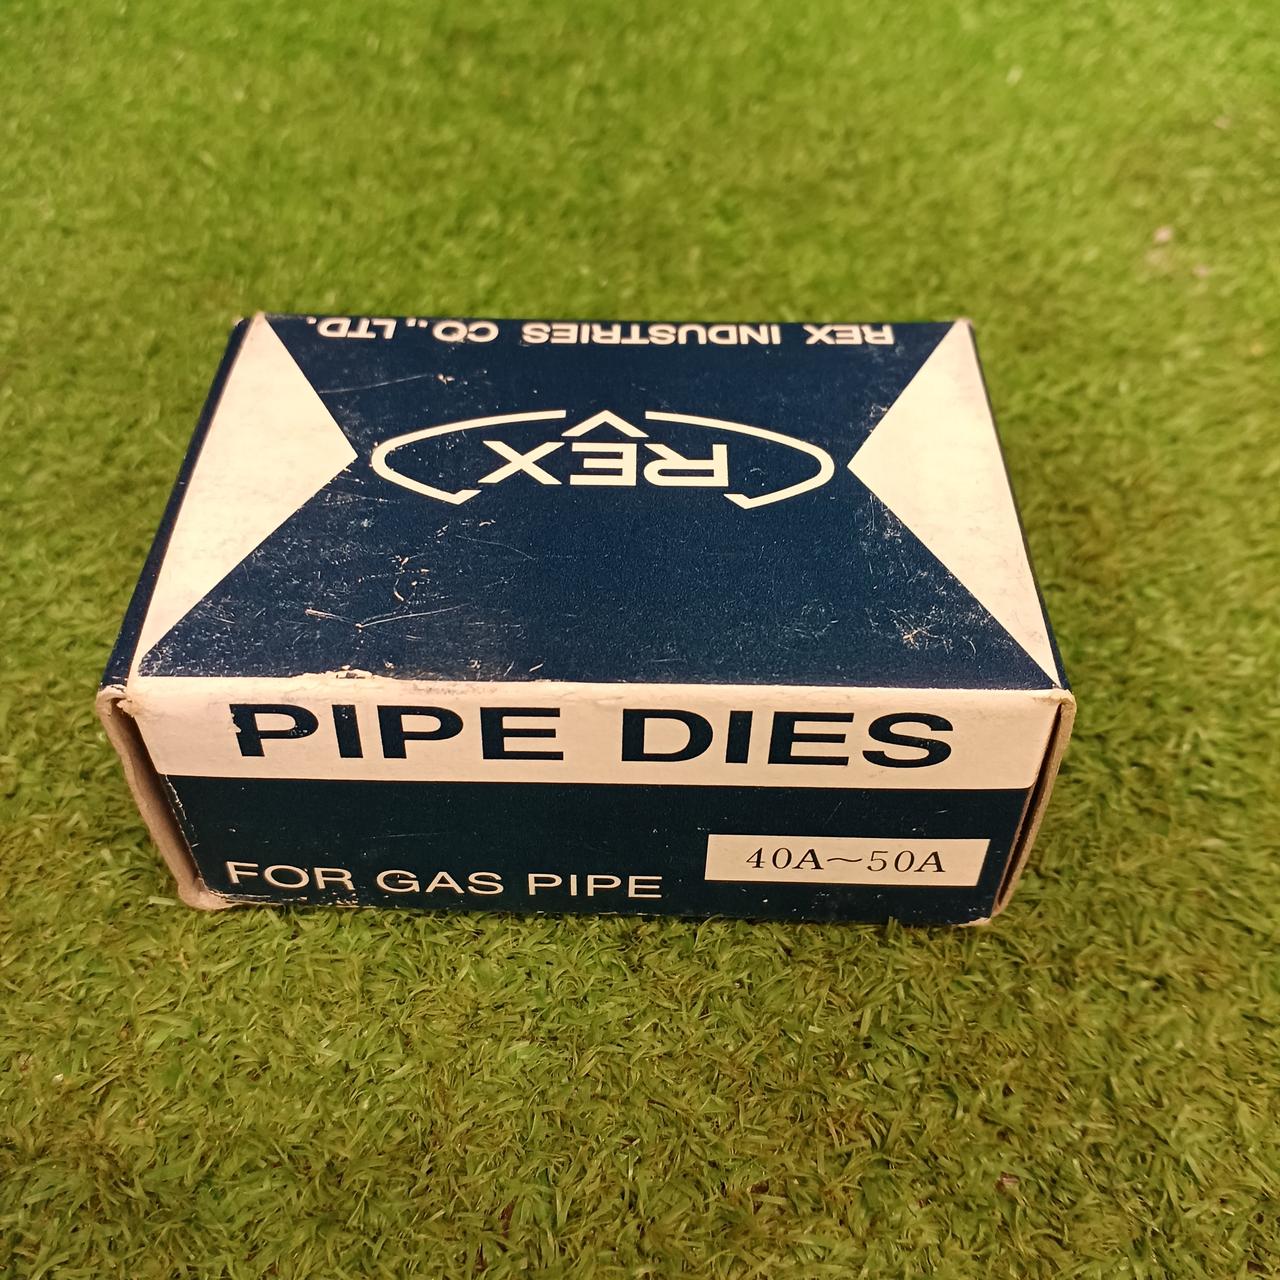 REX INDUSTRIES CO., LTD.
REX
PIPE DIES
FOR GAS PIPE
40A~50A